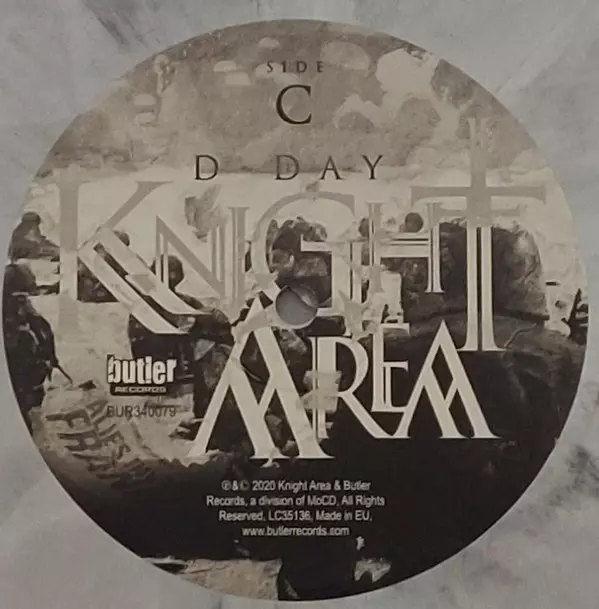 SIDE
C
D-DAY
KNIGHT
AREA
butler
RECORDS
BUR340079
℗&© 2020 Knight Area & Butler
Records, a division of MoCD, All Rights
Reserved, LC35136, Made in EU,
www.butlerrecords.com